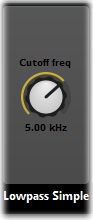 Cutoff freq
5.00 kHz
Lowpass Simple